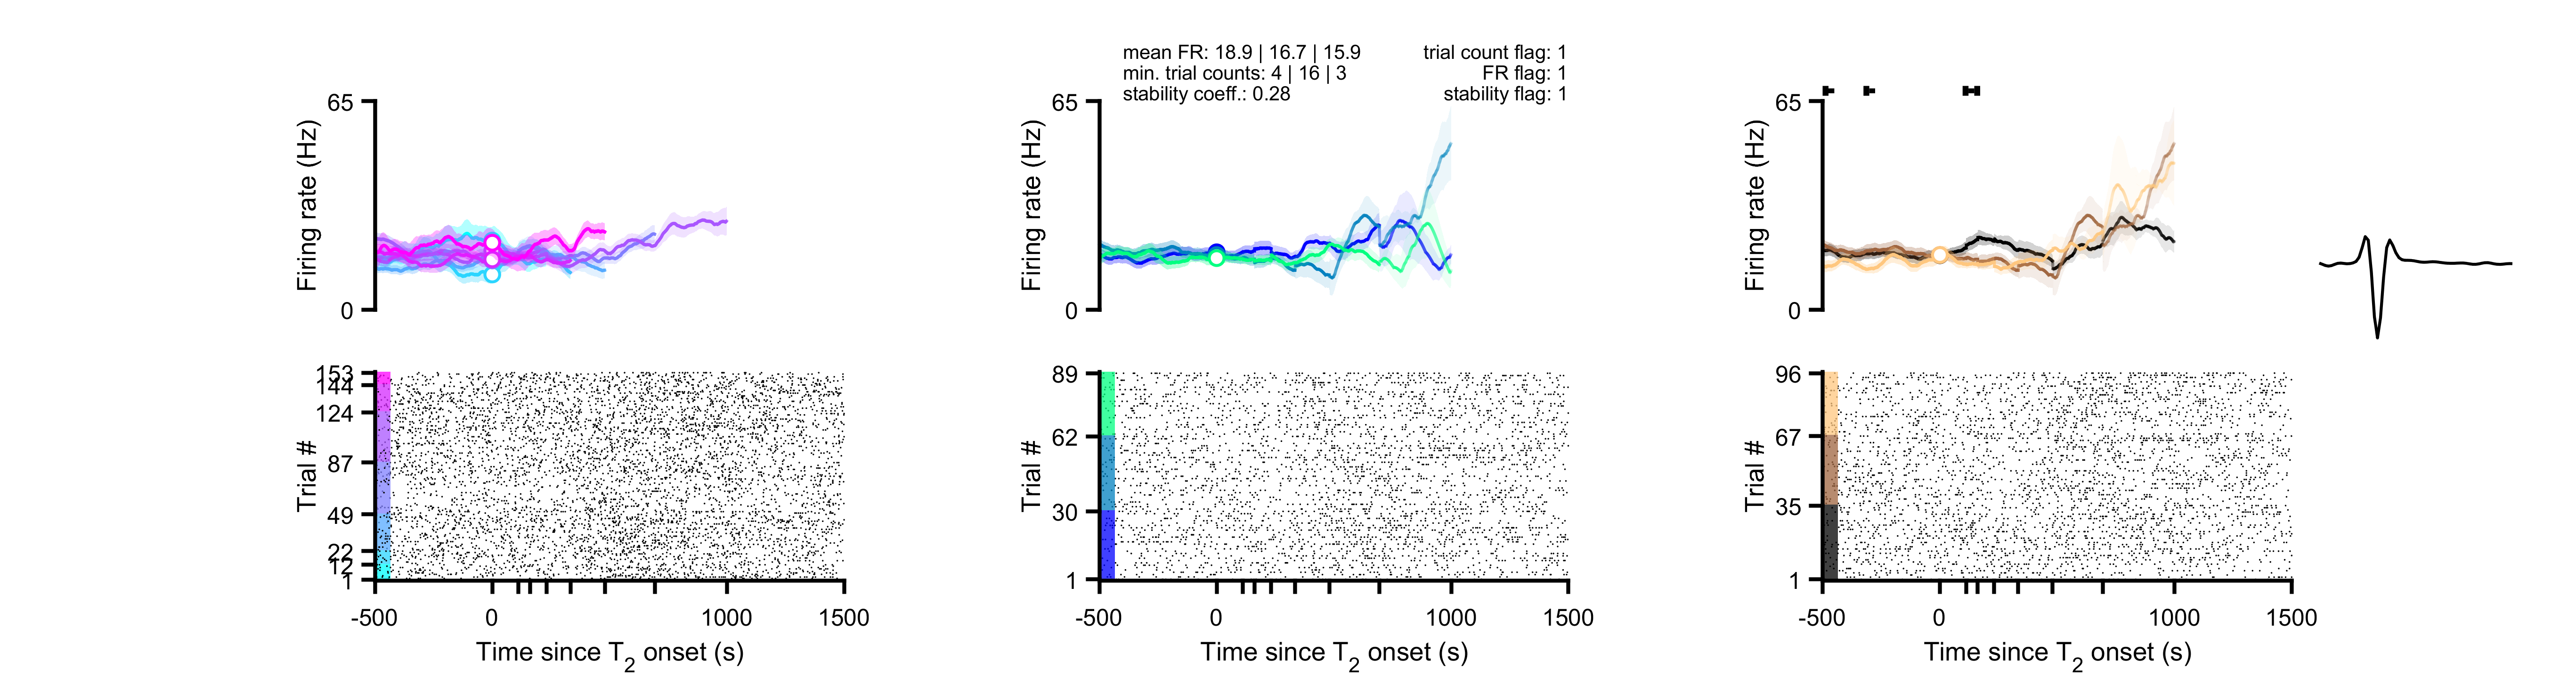 mean FR: 18.9 | 16.7 | 15.9
min. trial counts: 4 | 16 | 3
stability coeff.: 0.28
trial count flag: 1
FR flag: 1
stability flag: 1
65
Firing rate (Hz)
0
153
144
124
87
49
22
12
1
Trial #
-500
0
1000
1500
Time since T2 onset (s)
65
Firing rate (Hz)
0
89
62
30
1
Trial #
-500
0
1000
1500
Time since T2 onset (s)
65
Firing rate (Hz)
0
96
67
35
1
Trial #
-500
0
1000
1500
Time since T2 onset (s)